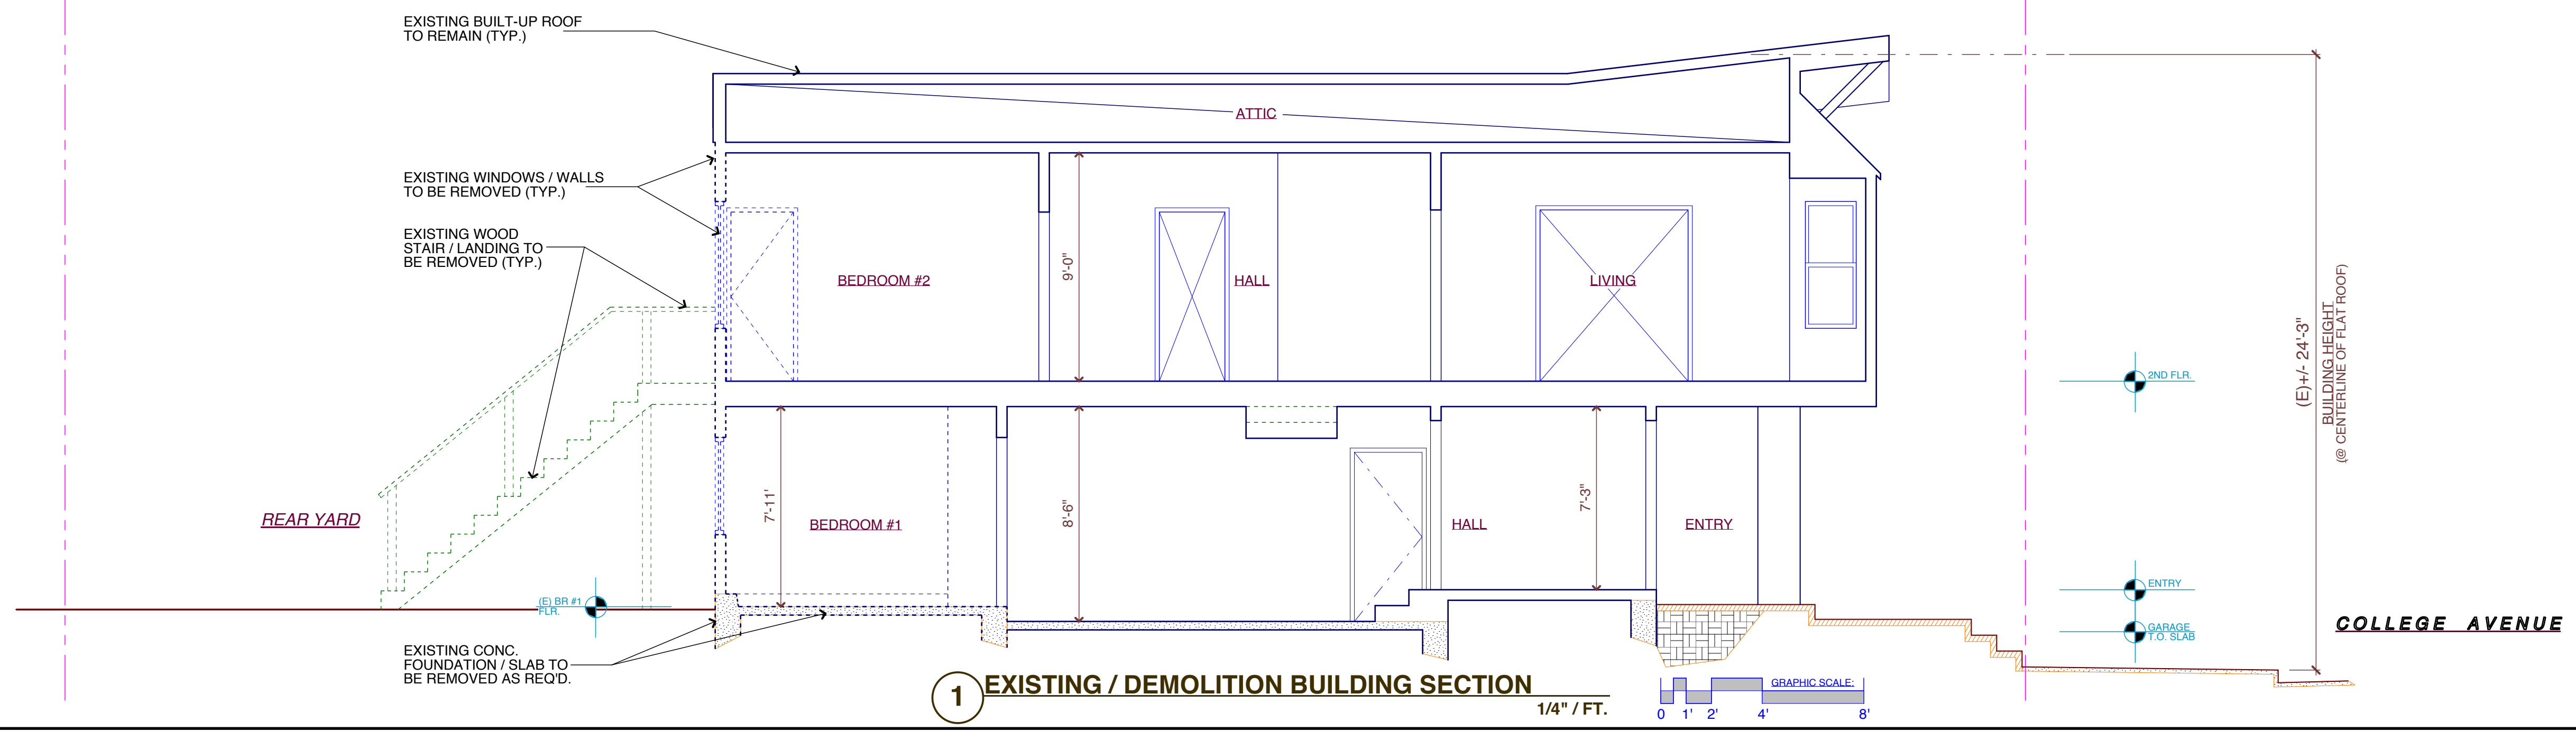 EXISTING BUILT-UP ROOF
TO REMAIN (TYP.)
ATTIC
EXISTING WINDOWS / WALLS
TO BE REMOVED (TYP.)
EXISTING WOOD
STAIR / LANDING TO
BE REMOVED (TYP.)
BEDROOM #2
9'-0"
HALL
LIVING
(E)+/- 24'-3"
BUILDING HEIGHT
(@ CENTERLINE OF FLAT ROOF)
2ND FLR.
REAR YARD
7'-11'
BEDROOM #1
8'-6"
HALL
7'-3"
ENTRY
(E) BR #1
FLR.
ENTRY
GARAGE
T.O. SLAB
COLLEGE AVENUE
EXISTING CONC.
FOUNDATION / SLAB TO
BE REMOVED AS REQ'D.
1 EXISTING / DEMOLITION BUILDING SECTION
1/4" / FT.
GRAPHIC SCALE:
0 1' 2' 4' 8'